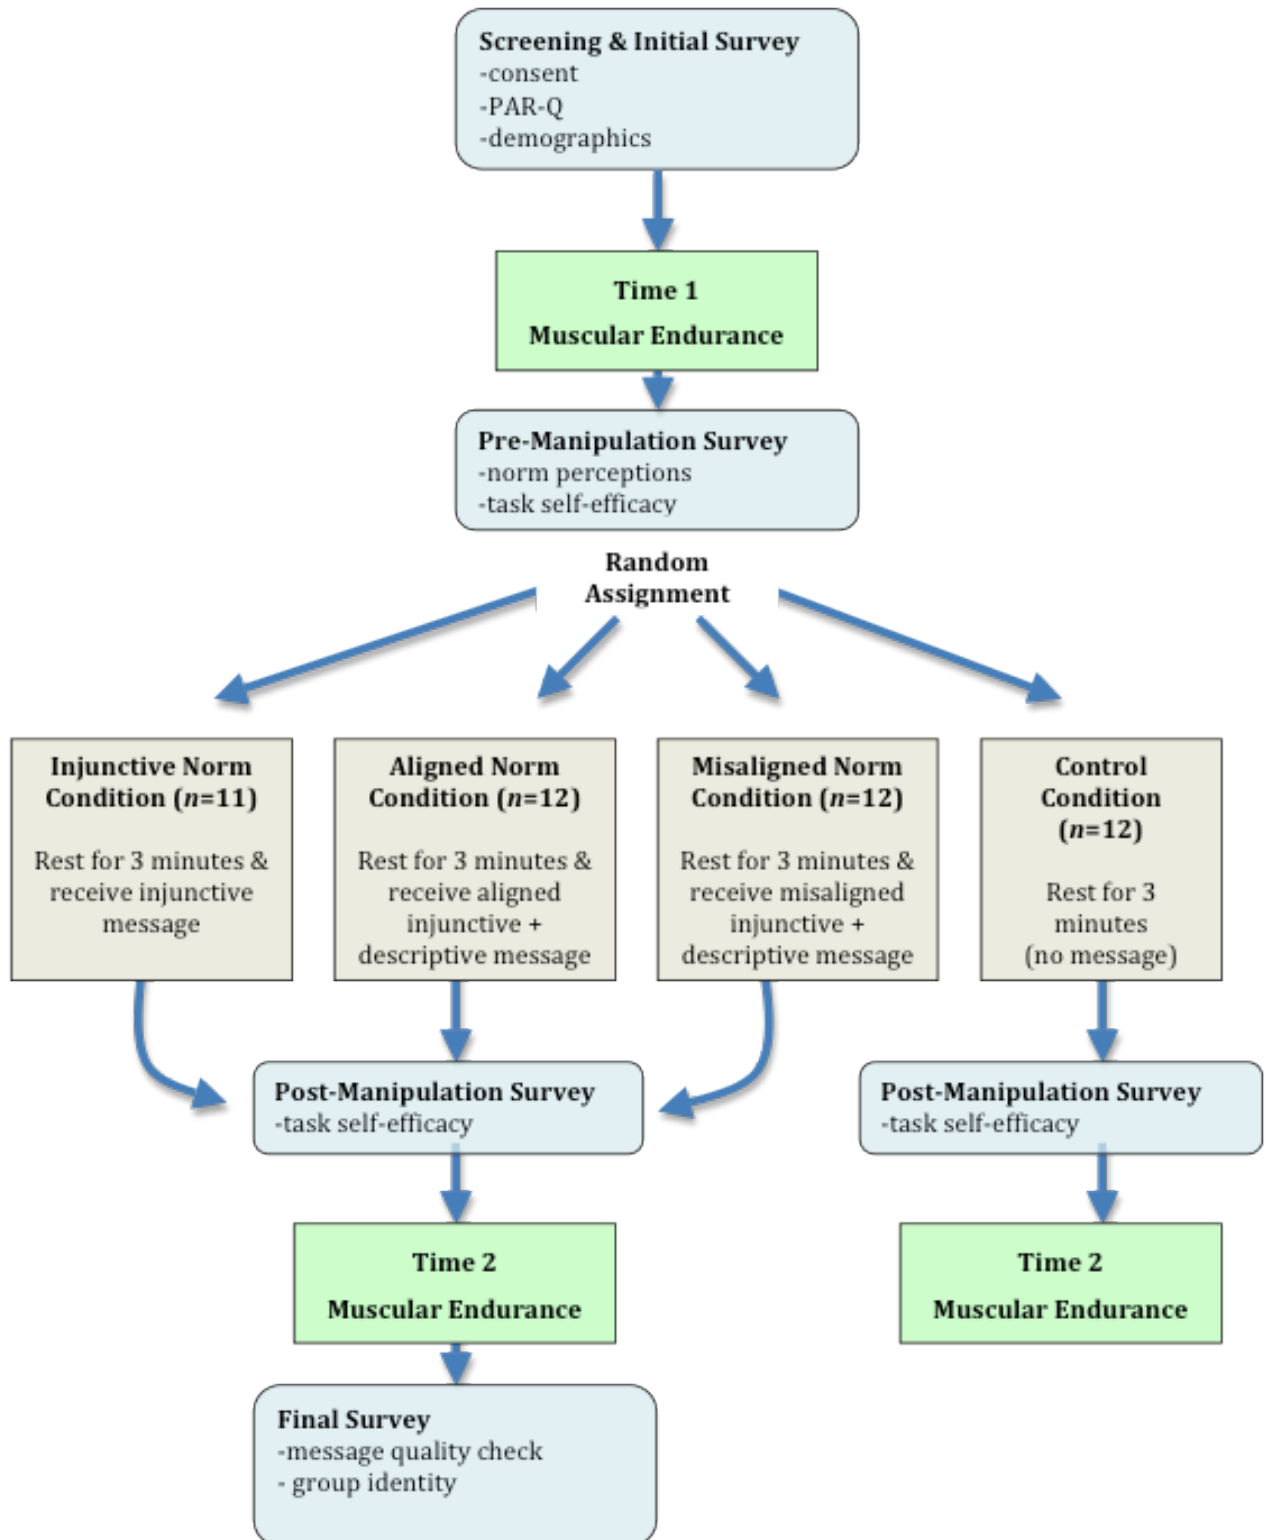 Screening & Initial Survey
-consent
-PAR-Q
-demographics
Time 1
Muscular Endurance
Pre-Manipulation Survey
-norm perceptions
-task self-efficacy
Random
Assignment
Injunctive Norm
Condition (n=11)
Rest for 3 minutes &
receive injunctive
message
Aligned Norm
Condition (n=12)
Rest for 3 minutes &
receive aligned
injunctive +
descriptive message
Misaligned Norm
Condition (n=12)
Rest for 3 minutes &
receive misaligned
injunctive +
descriptive message
Control
Condition
(n=12)
Rest for 3
minutes
(no message)
Post-Manipulation Survey
-task self-efficacy
Post-Manipulation Survey
-task self-efficacy
Time 2
Muscular Endurance
Time 2
Muscular Endurance
Final Survey
-message quality check
- group identity